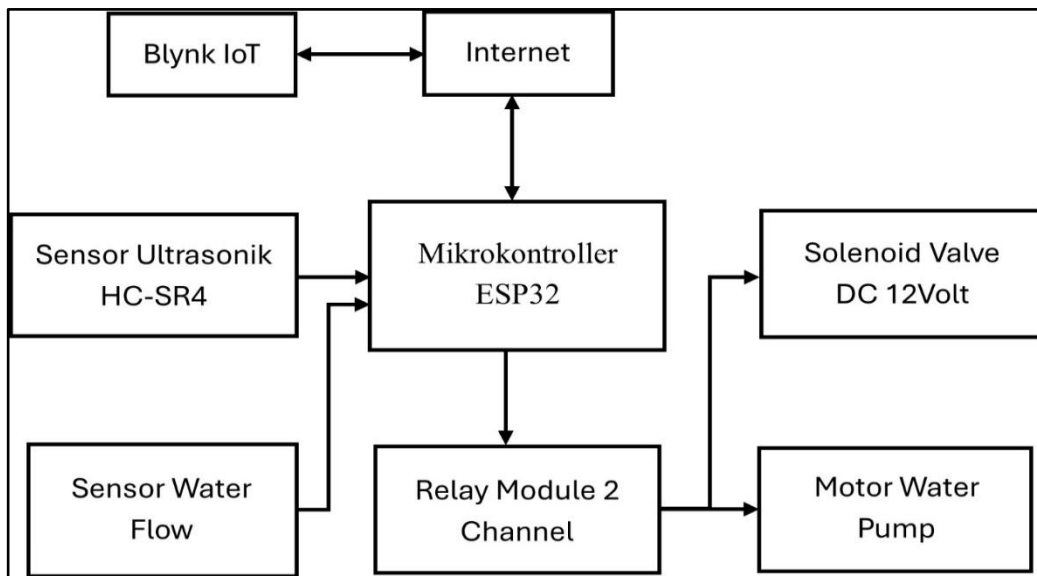 Blynk IoT
Internet
Sensor Ultrasonik
HC-SR4
Mikrokontroller
ESP32
Solenoid Valve
DC 12Volt
Sensor Water
Flow
Relay Module 2
Channel
Motor Water
Pump